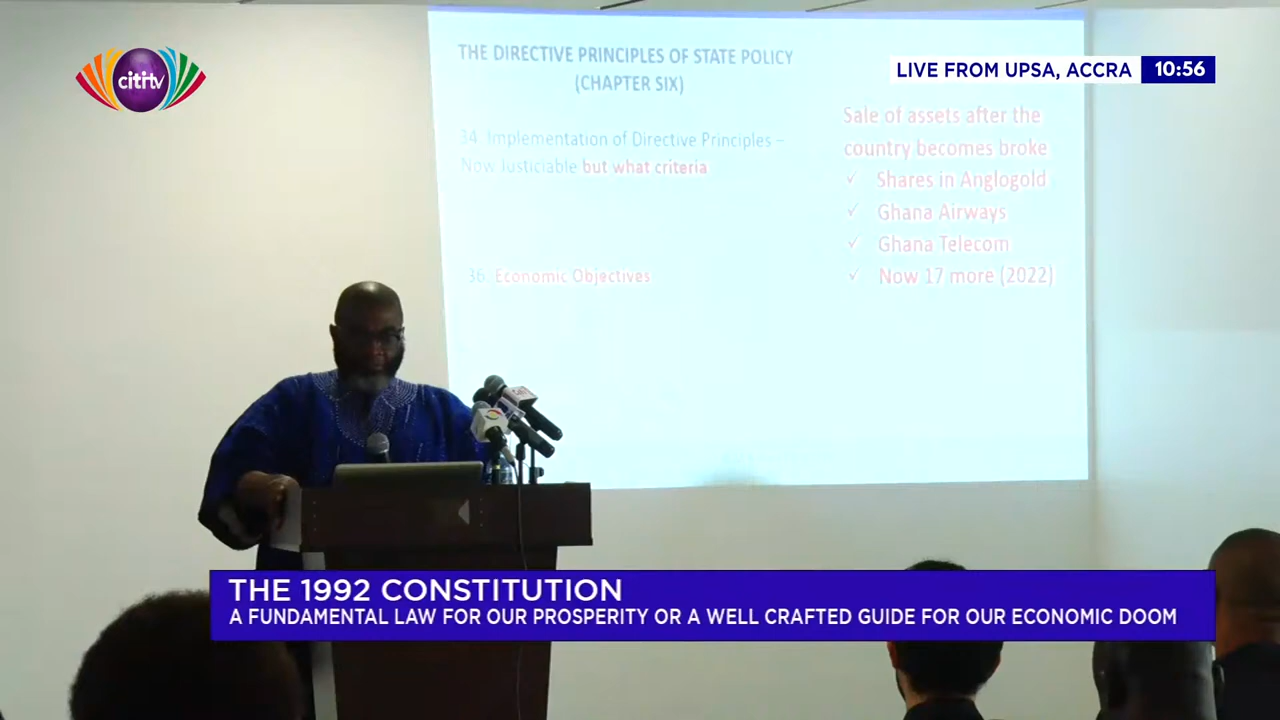 citi tv
LIVE FROM UPSA, ACCRA 10:56
THE DIRECTIVE PRINCIPLES OF STATE POLICY
(CHAPTER SIX)
34. Implementation of Directive Principles –
Now Justiciable but what criteria
36. Economic Objectives
Sale of assets after the
country becomes broke
✓ Shares in Anglogold
✓ Ghana Airways
✓ Ghana Telecom
✓ Now 17 more (2022)
THE 1992 CONSTITUTION
A FUNDAMENTAL LAW FOR OUR PROSPERITY OR A WELL CRAFTED GUIDE FOR OUR ECONOMIC DOOM